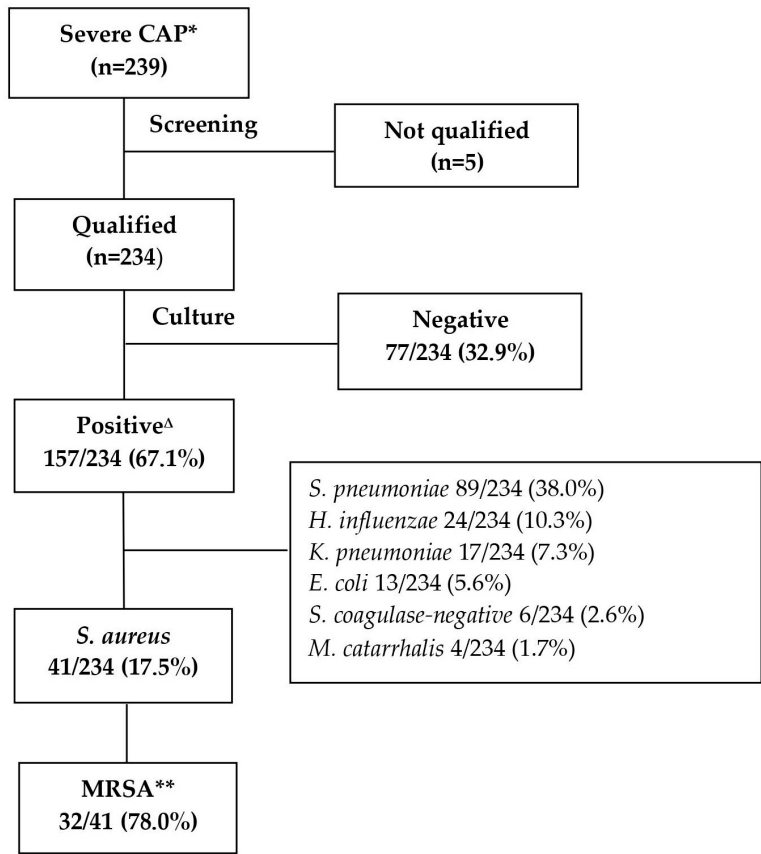 Severe CAP*
(n=239)
Screening
Not qualified
(n=5)
Qualified
(n=234)
Culture
Negative
77/234 (32.9%)
PositiveΔ
157/234 (67.1%)
S. pneumoniae 89/234 (38.0%)
H. influenzae 24/234 (10.3%)
K. pneumoniae 17/234 (7.3%)
E. coli 13/234 (5.6%)
S. coagulase-negative 6/234 (2.6%)
M. catarrhalis 4/234 (1.7%)
S. aureus
41/234 (17.5%)
MRSA**
32/41 (78.0%)